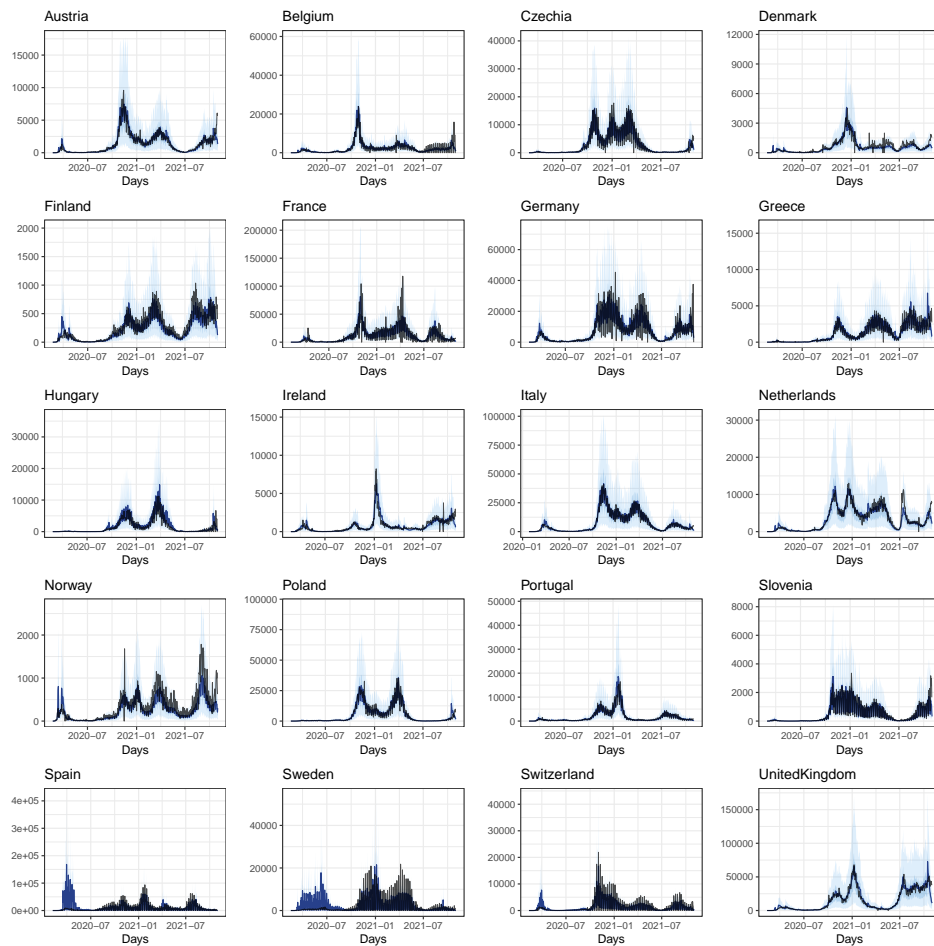 Austria
15000
10000
5000
0
2020−07 2021−01 2021−07
Days
Belgium
60000
40000
20000
0
2020−07 2021−01 2021−07
Days
Czechia
40000
30000
20000
10000
0
2020−07 2021−01 2021−07
Days
Denmark
12000
9000
6000
3000
0
2020−07 2021−01 2021−07
Days
Finland
2000
1500
1000
500
0
2020−07 2021−01 2021−07
Days
France
200000
150000
100000
50000
0
2020−07 2021−01 2021−07
Days
Germany
60000
40000
20000
0
2020−07 2021−01 2021−07
Days
Greece
15000
10000
5000
0
2020−07 2021−01 2021−07
Days
Hungary
30000
20000
10000
0
2020−07 2021−01 2021−07
Days
Ireland
15000
10000
5000
0
2020−07 2021−01 2021−07
Days
Italy
100000
75000
50000
25000
0
2020−01 2020−07 2021−01 2021−07
Days
Netherlands
30000
20000
10000
0
2020−07 2021−01 2021−07
Days
Norway
2000
1000
0
2020−07 2021−01 2021−07
Days
Poland
100000
75000
50000
25000
0
2020−07 2021−01 2021−07
Days
Portugal
50000
40000
30000
20000
10000
0
2020−07 2021−01 2021−07
Days
Slovenia
8000
6000
4000
2000
0
2020−07 2021−01 2021−07
Days
Spain
4e+05
3e+05
2e+05
1e+05
0e+00
2020−07 2021−01 2021−07
Days
Sweden
40000
20000
0
2020−07 2021−01 2021−07
Days
Switzerland
40000
30000
20000
10000
0
2020−07 2021−01 2021−07
Days
UnitedKingdom
150000
100000
50000
0
2020−07 2021−01 2021−07
Days